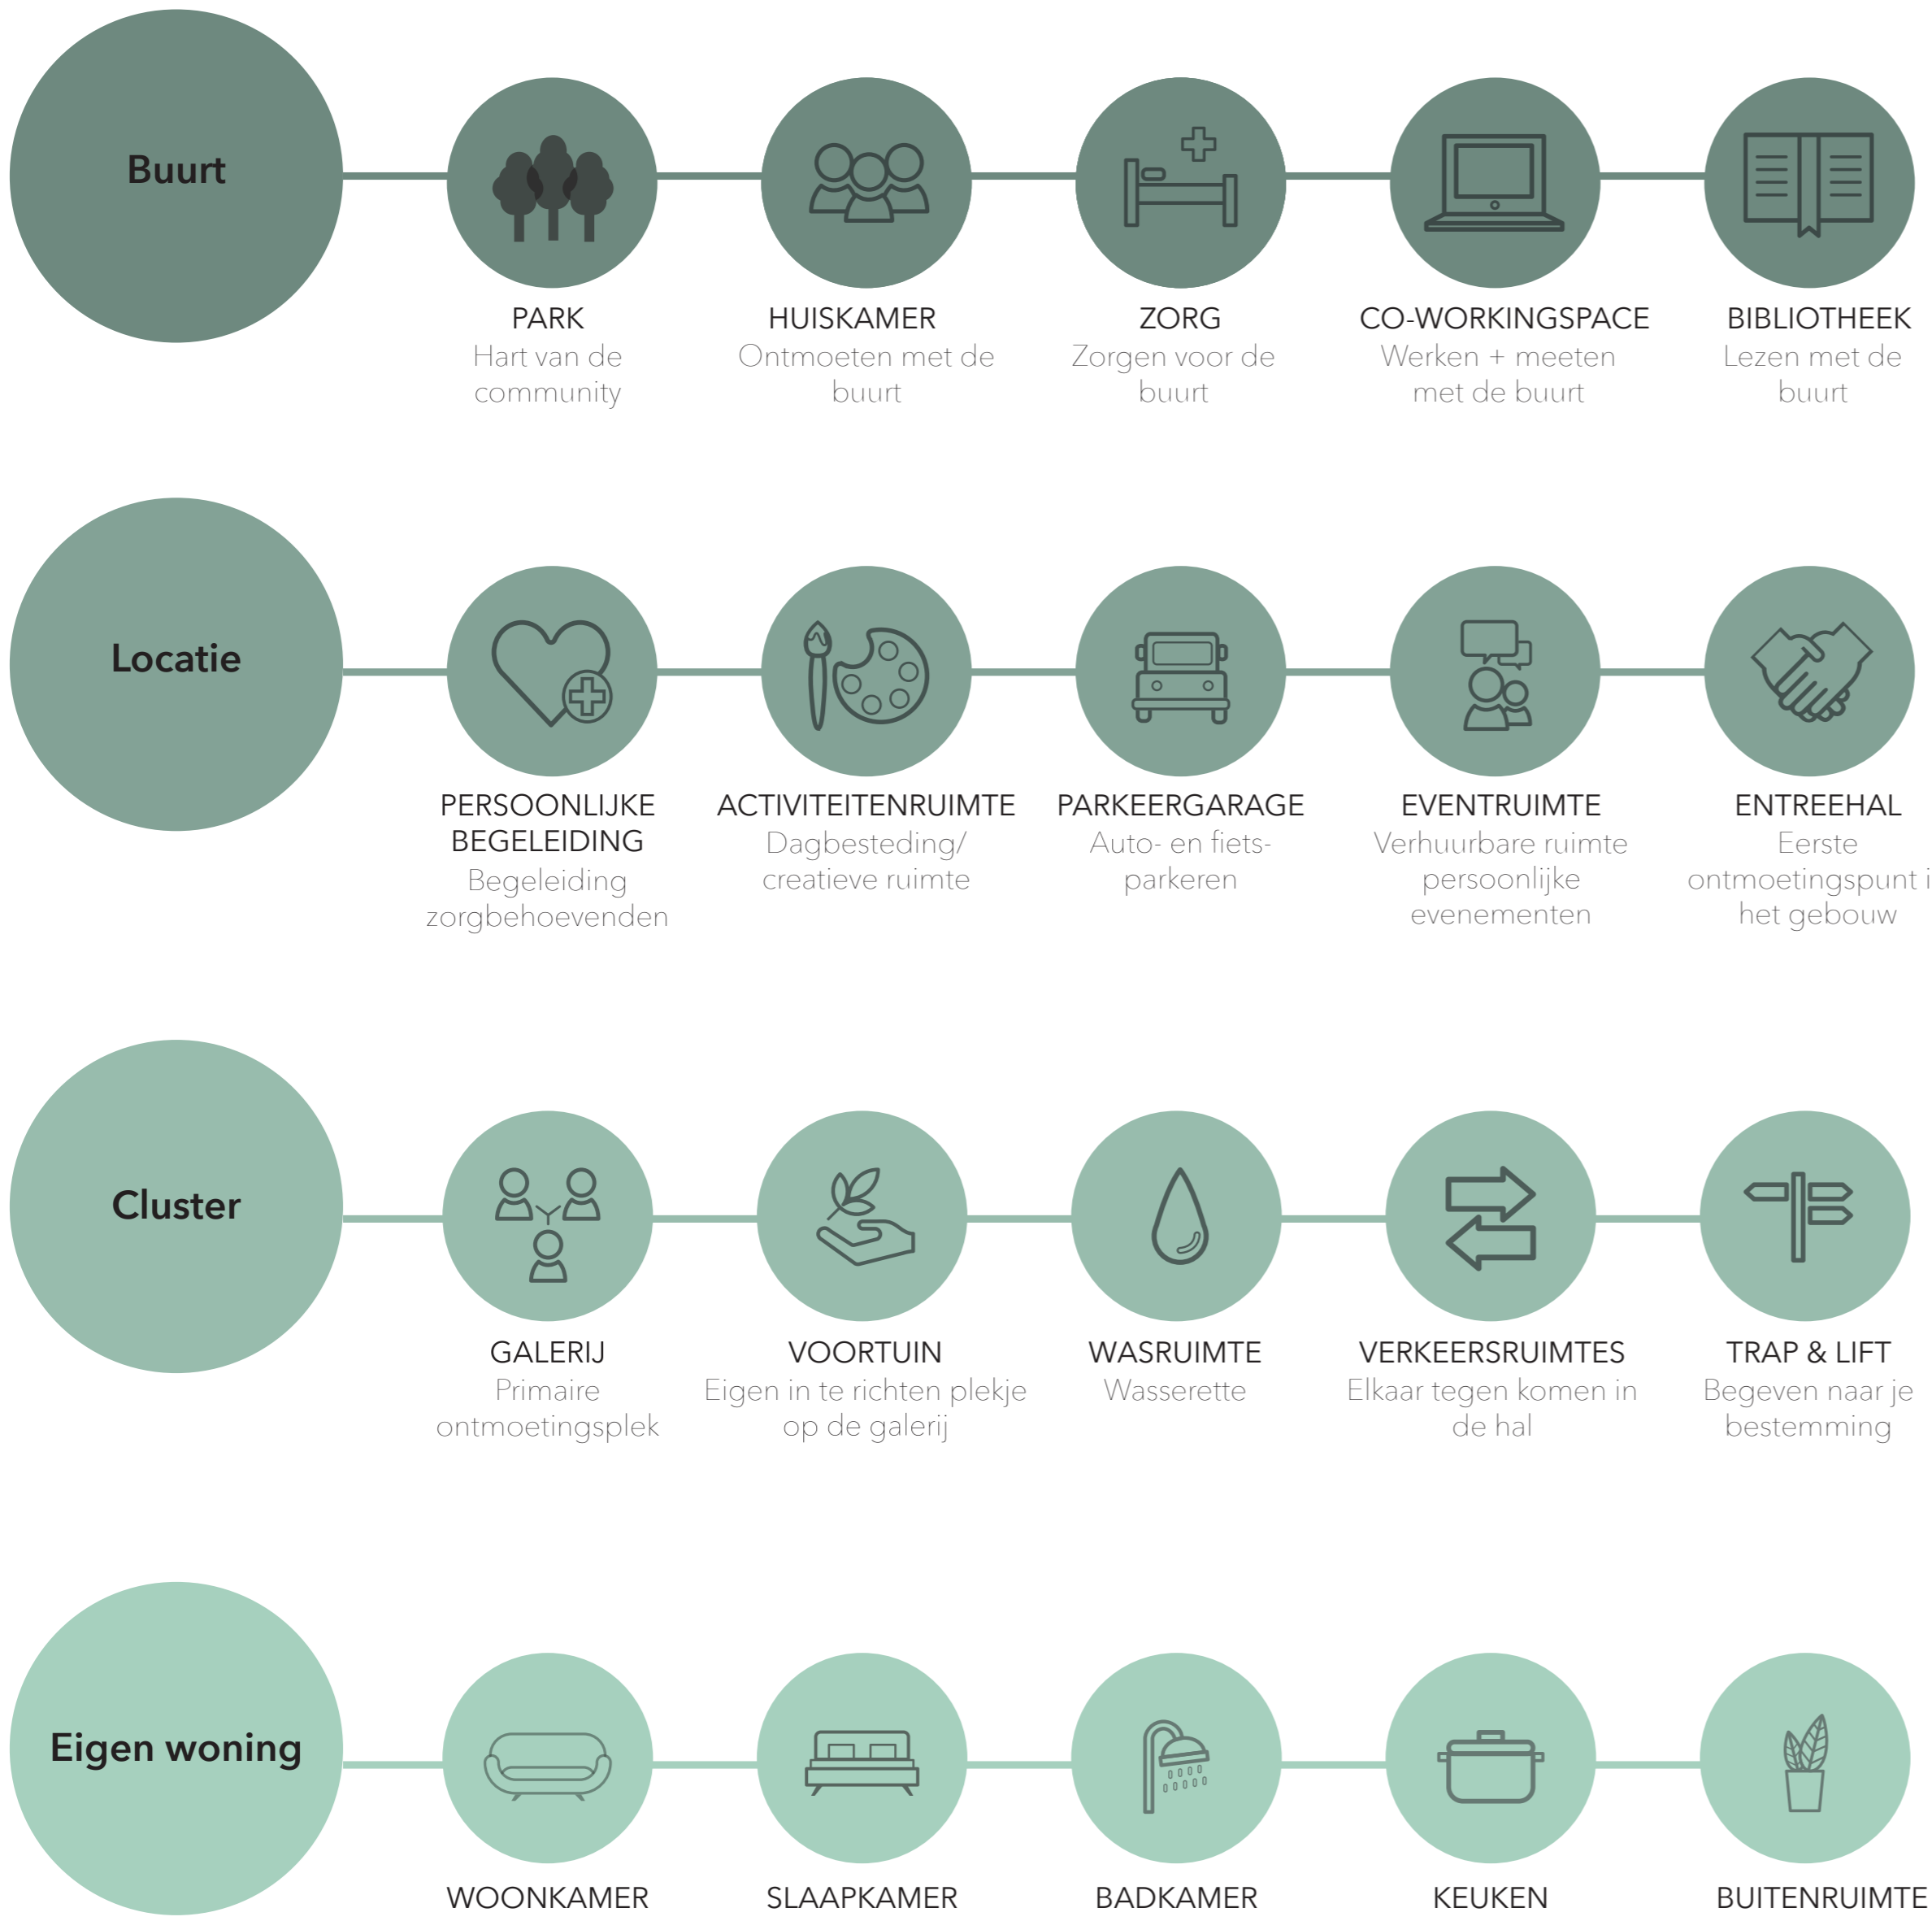 Buurt
PARK
Hart van de
community
HUISKAMER
Ontmoeten met de
buurt
ZORG
Zorgen voor de
buurt
CO-WORKINGSPACE
Werken + meeten
met de buurt
BIBLIOTHEEK
Lezen met de
buurt
Locatie
PERSOONLIJKE
BEGELEIDING
Begeleiding
zorgbehoevenden
ACTIVITEITENRUIMTE
Dagbesteding/
creatieve ruimte
PARKEERGARAGE
Auto- en fiets-
parkeren
EVENTRUIMTE
Verhuurbare ruimte
persoonlijke
evenementen
ENTREEHAL
Eerste
ontmoetingspunt i
het gebouw
Cluster
GALERIJ
Primaire
ontmoetingsplek
VOORTUIN
Eigen in te richten plekje
op de galerij
WASRUIMTE
Wasserette
VERKEERSRUIMTES
Elkaar tegen komen in
de hal
TRAP & LIFT
Begeven naar je
bestemming
Eigen woning
WOONKAMER
SLAAPKAMER
BADKAMER
KEUKEN
BUITENRUIMTE